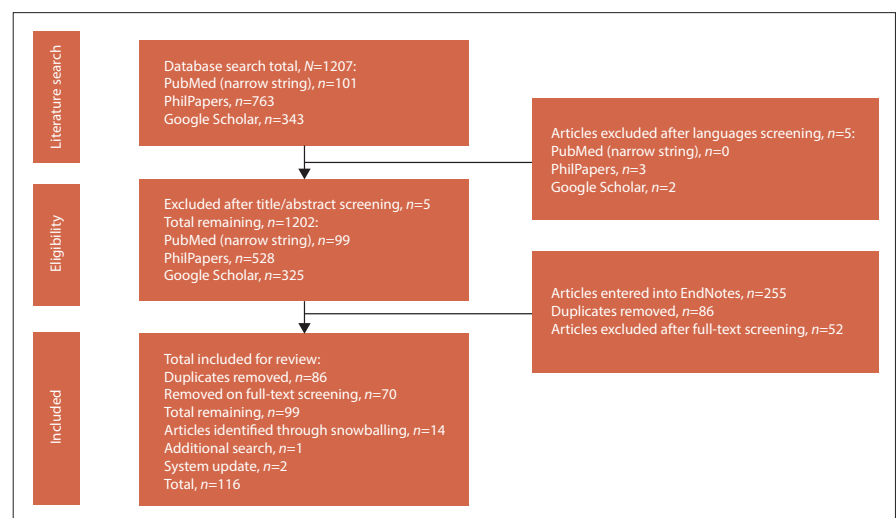 Literature search
Database search total, N=1207:
PubMed (narrow string), n=101
PhilPapers, n=763
Google Scholar, n=343
Articles excluded after languages screening, n=5:
PubMed (narrow string), n=0
PhilPapers, n=3
Google Scholar, n=2
Eligibility
Excluded after title/abstract screening, n=5
Total remaining, n=1202:
PubMed (narrow string), n=99
PhilPapers, n=528
Google Scholar, n=325
Articles entered into EndNotes, n=255
Duplicates removed, n=86
Articles excluded after full-text screening, n=52
Included
Total included for review:
Duplicates removed, n=86
Removed on full-text screening, n=70
Total remaining, n=99
Articles identified through snowballing, n=14
Additional search, n=1
System update, n=2
Total, n=116